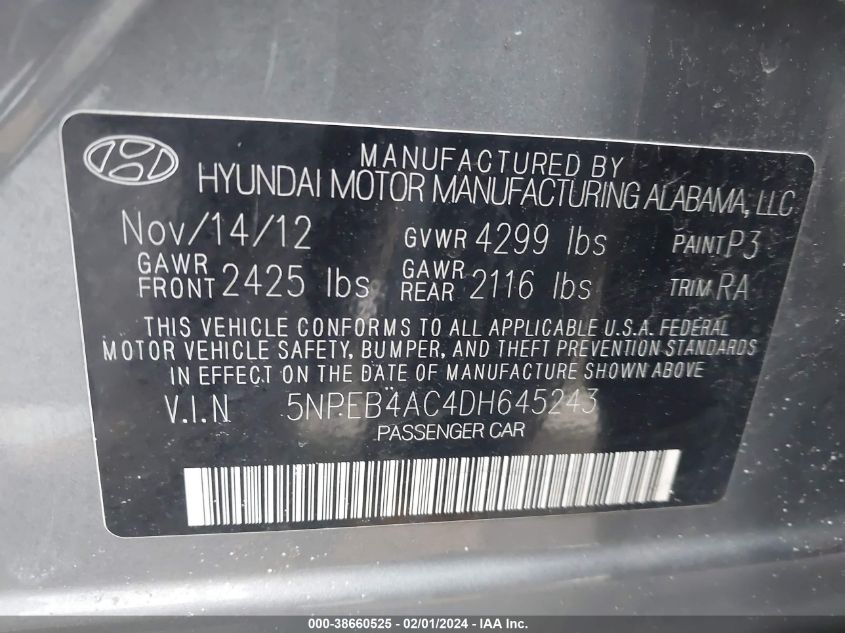 MANUFACTURED BY
HYUNDAI MOTOR MANUFACTURING ALABAMA, LLC
Nov/14/12 GVWR 4299 lbs PAINT P3
GAWR FRONT 2425 lbs GAWR REAR 2116 lbs TRIM RA
THIS VEHICLE CONFORMS TO ALL APPLICABLE U.S.A. FEDERAL
MOTOR VEHICLE SAFETY, BUMPER, AND THEFT PREVENTION STANDARDS
IN EFFECT ON THE DATE OF MANUFACTURE SHOWN ABOVE
V.I.N 5NPEB4AC4DH645243
PASSENGER CAR
000-38660525 - 02/01/2024 - IAA Inc.